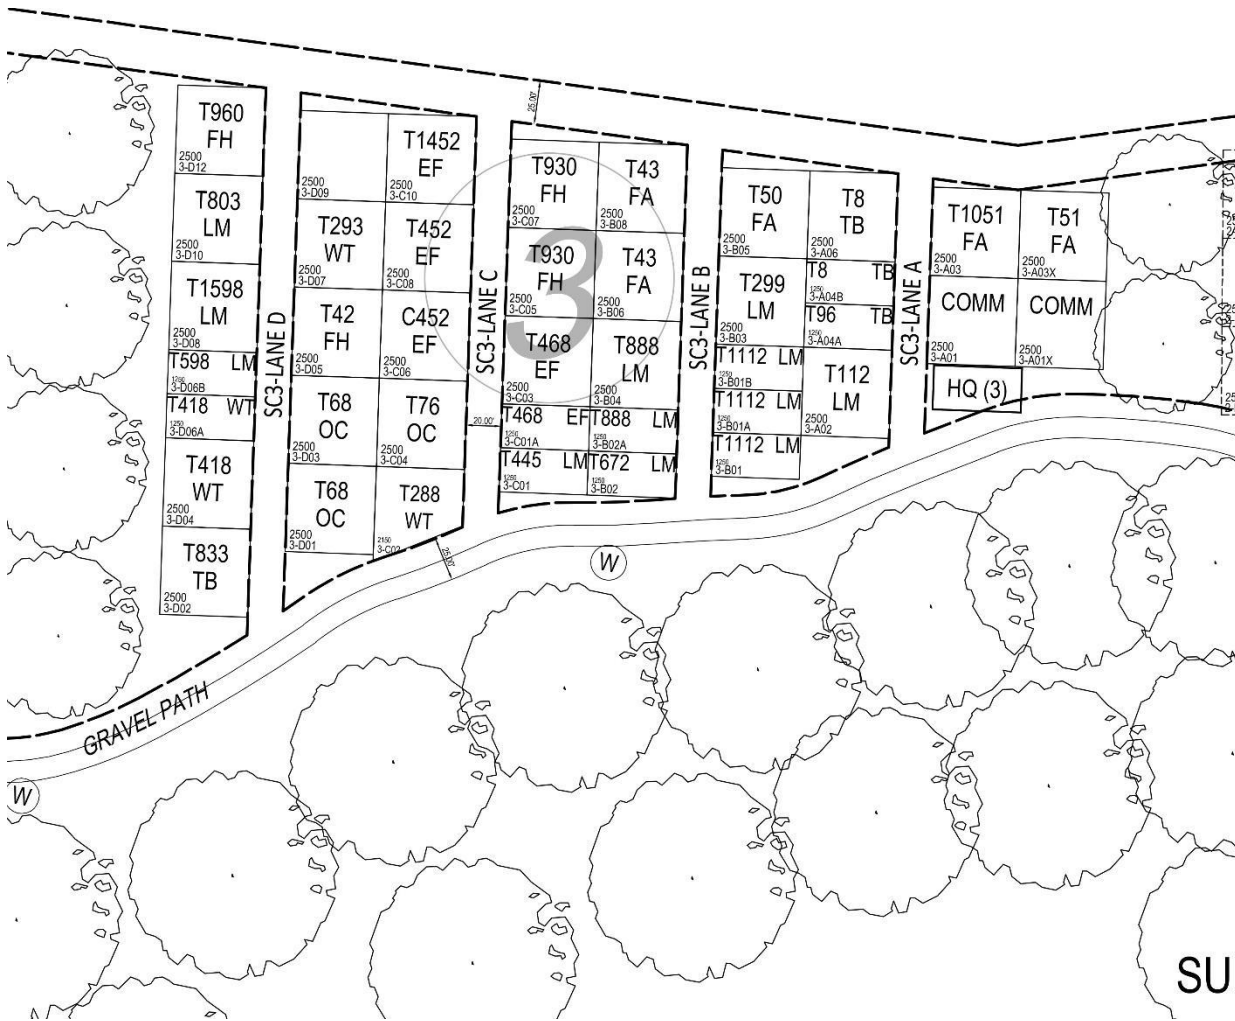 T960
FH
2500
3-D12
T803
LM
2500
3-D10
T1598
LM
2500
3-D08
T598 LM
1250
3-D06B
T418 WT
1250
3-D06A
T418
WT
2500
3-D04
T833
TB
2500
3-D02
SC3-LANE D
2500
3-D09
T293
WT
2500
3-D07
T42
FH
2500
3-D05
T68
OC
2500
3-D03
T68
OC
2500
3-D01
T1452
EF
2500
3-C10
T452
EF
2500
3-C08
C452
EF
2500
3-C06
T76
OC
2500
3-C04
T288
WT
2150
3-C02
25.00'
SC3-LANE C
20.00'
25.00'
3
T930
FH
2500
3-C07
T930
FH
2500
3-C05
T468
EF
2500
3-C03
T468 EF
1250
3-C01A
T445 LM
1250
3-C01
T43
FA
2500
3-B08
T43
FA
2500
3-B06
T888
LM
2500
3-B04
T888 LM
1250
3-B02A
T672 LM
1250
3-B02
SC3-LANE B
T50
FA
2500
3-B05
T299
LM
2500
3-B03
T1112 LM
1250
3-B01B
T1112 LM
1250
3-B01A
T1112 LM
1250
3-B01
T8
TB
2500
3-A06
T8 TB
1250
3-A04B
T96 TB
1250
3-A04A
T112
LM
2500
3-A02
SC3-LANE A
T1051
FA
2500
3-A03
T51
FA
2500
3-A03X
COMM
2500
3-A01
COMM
2500
3-A01X
HQ (3)
W
GRAVEL PATH
W
SU